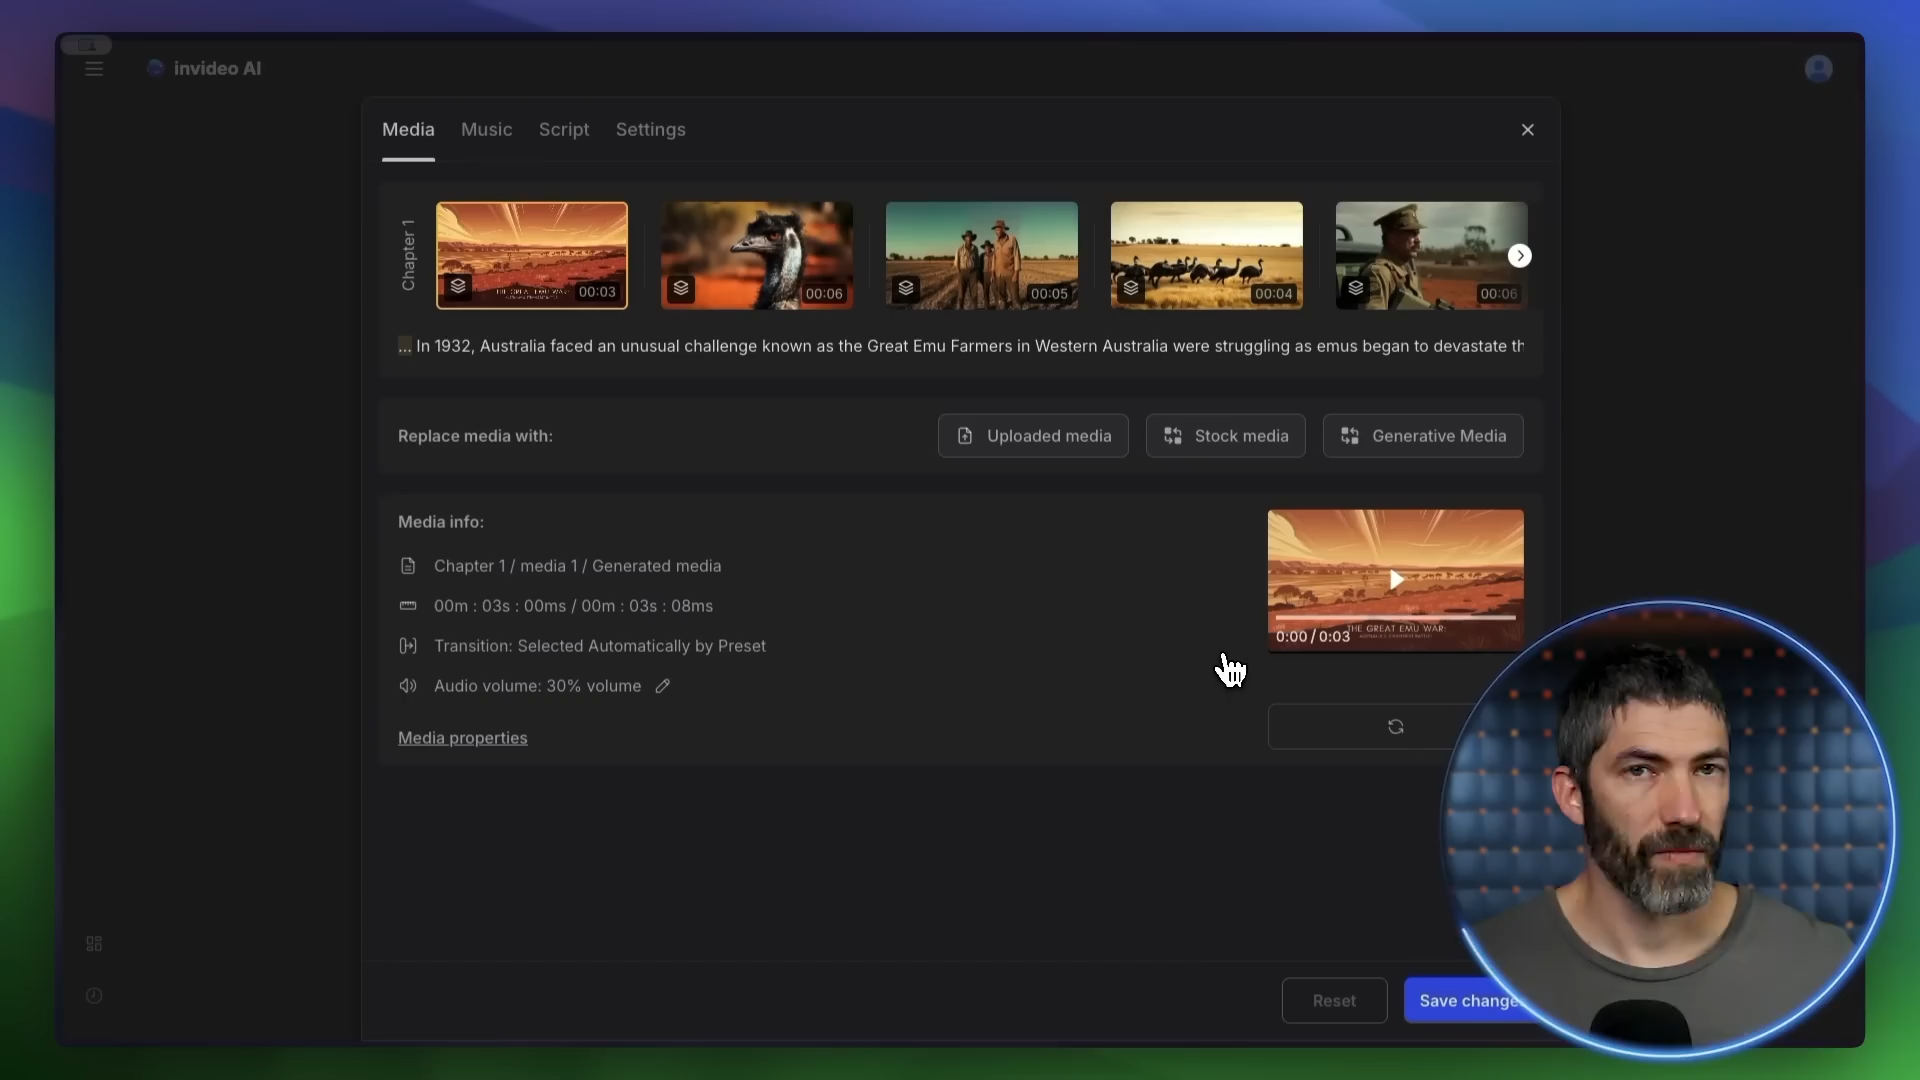 invideo AI
Media Music Script Settings
Chapter 1
THE GREAT EMU WAR:
00:03
00:06
00:05
00:04
00:06
... In 1932, Australia faced an unusual challenge known as the Great Emu Farmers in Western Australia were struggling as emus began to devastate th
Replace media with:
Uploaded media
Stock media
Generative Media
Media info:
Chapter 1 / media 1 / Generated media
00m : 03s : 00ms / 00m : 03s : 08ms
Transition: Selected Automatically by Preset
Audio volume: 30% volume
Media properties
THE GREAT EMU WAR:
0:00 / 0:03
Reset
Save change